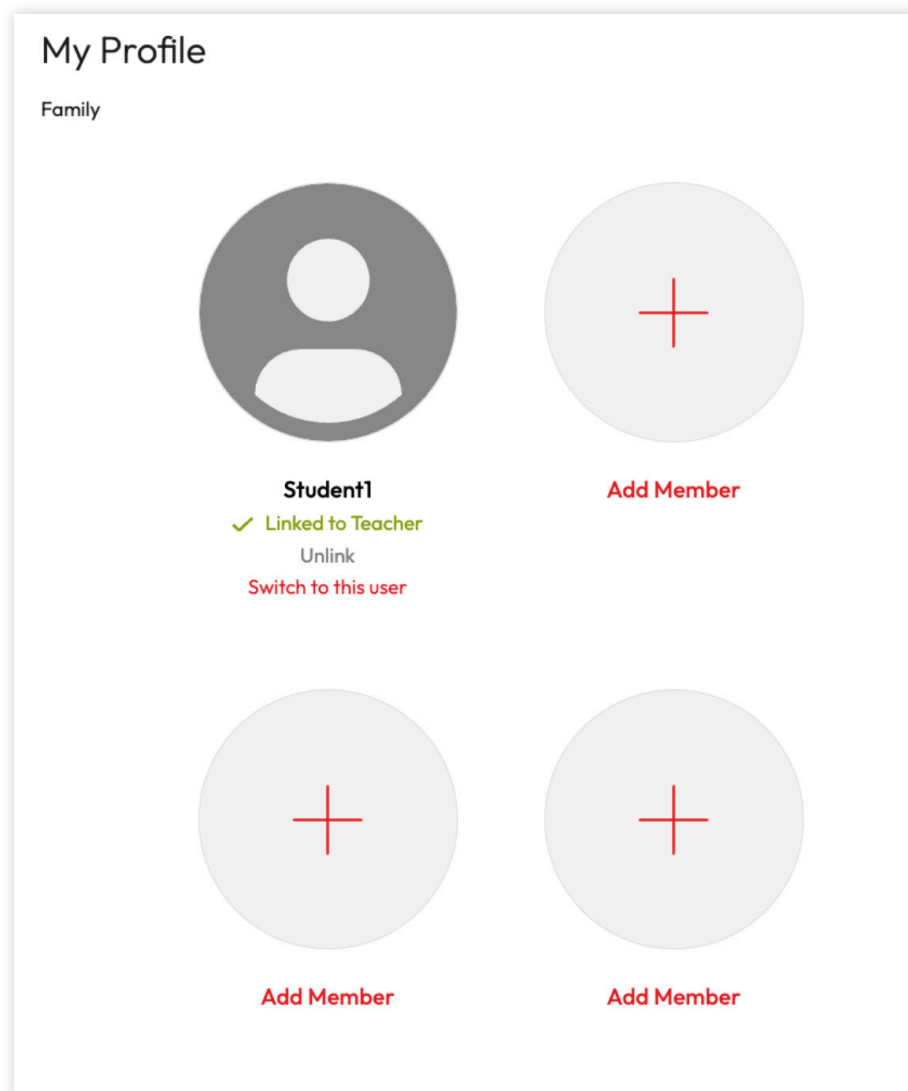 My Profile
Family
Student1
Add Member
Linked to Teacher
Unlink
Switch to this user
Add Member
Add Member